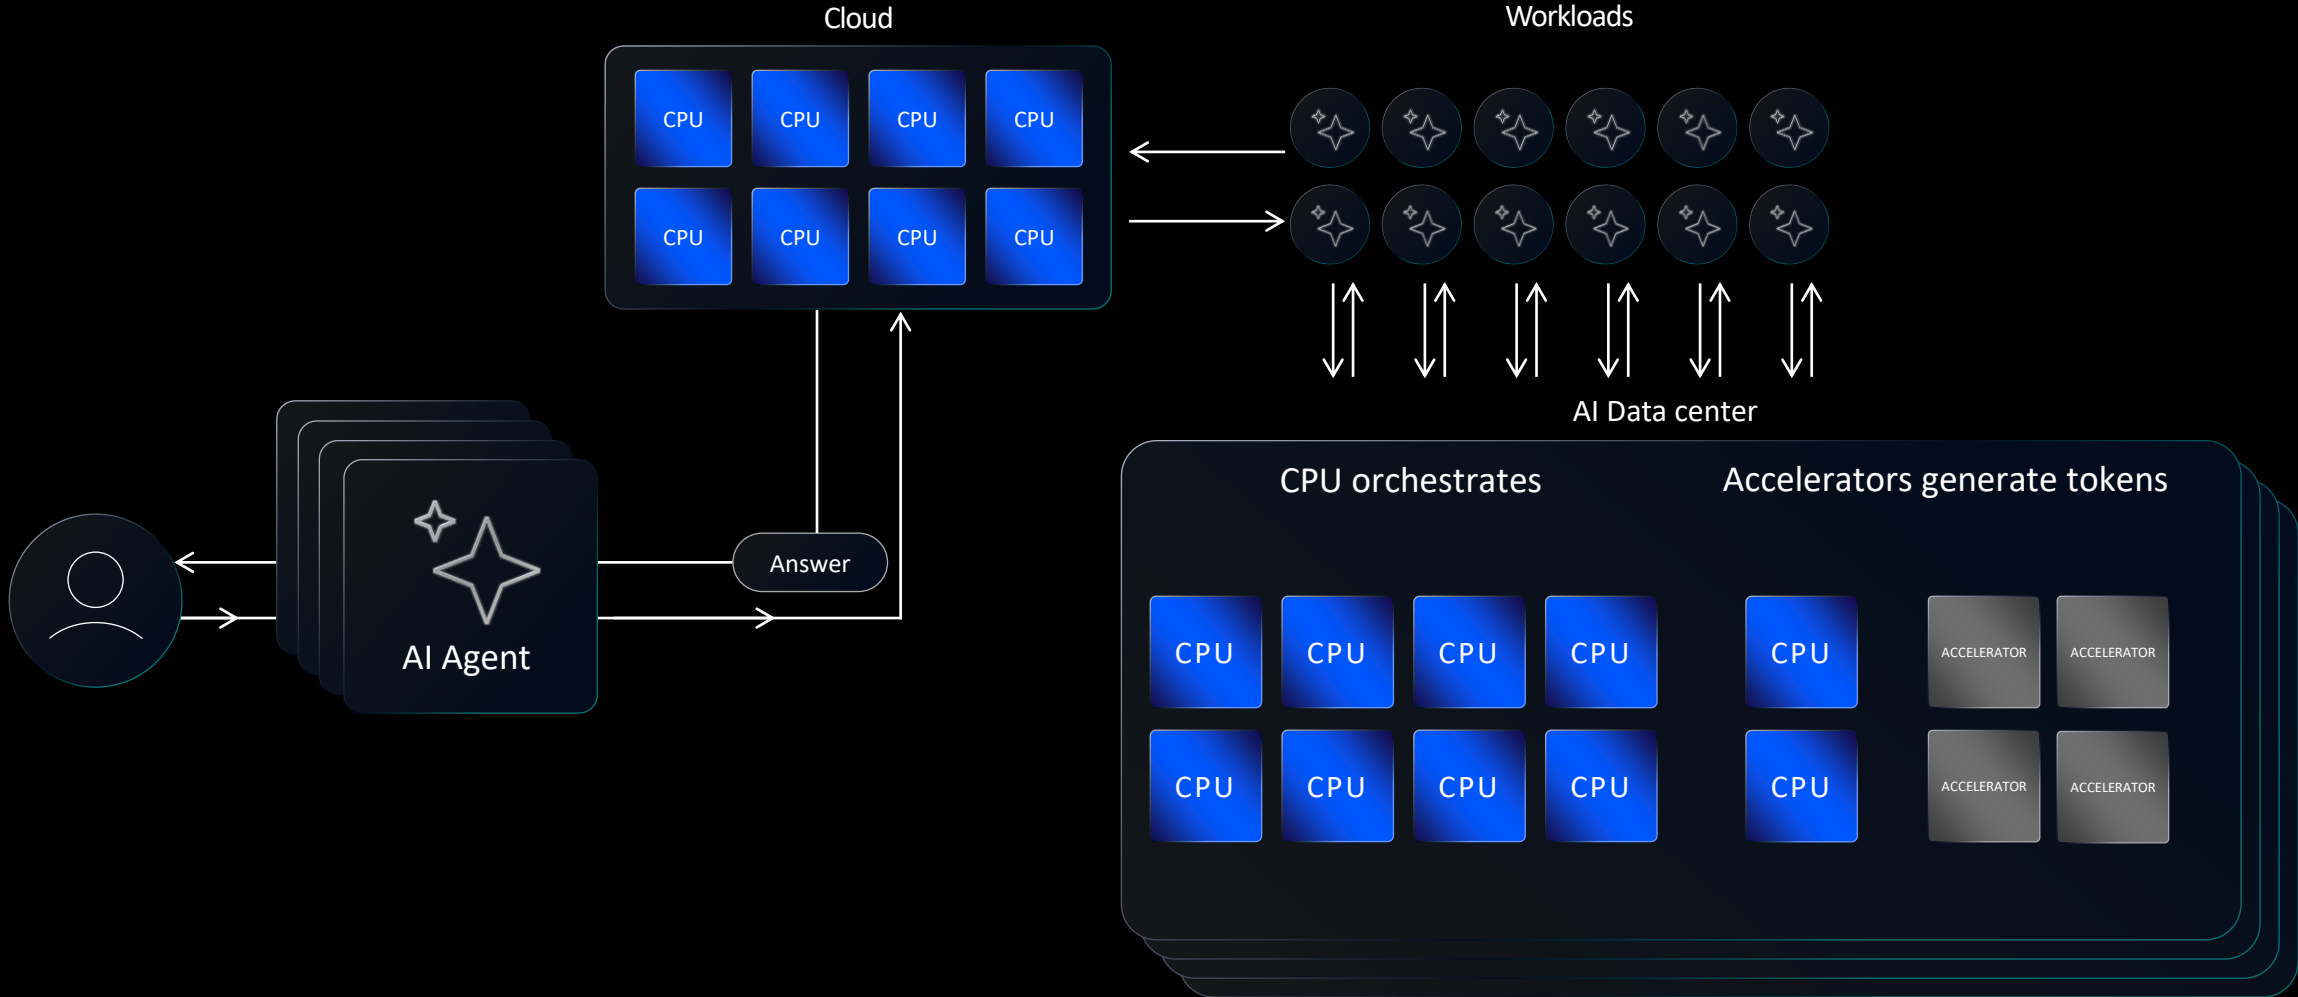 Cloud
Workloads
CPU CPU CPU CPU
CPU CPU CPU CPU
AI Data center
CPU orchestrates
Accelerators generate tokens
Answer
AI Agent
CPU CPU CPU CPU CPU ACCELERATOR ACCELERATOR
CPU CPU CPU CPU CPU ACCELERATOR ACCELERATOR